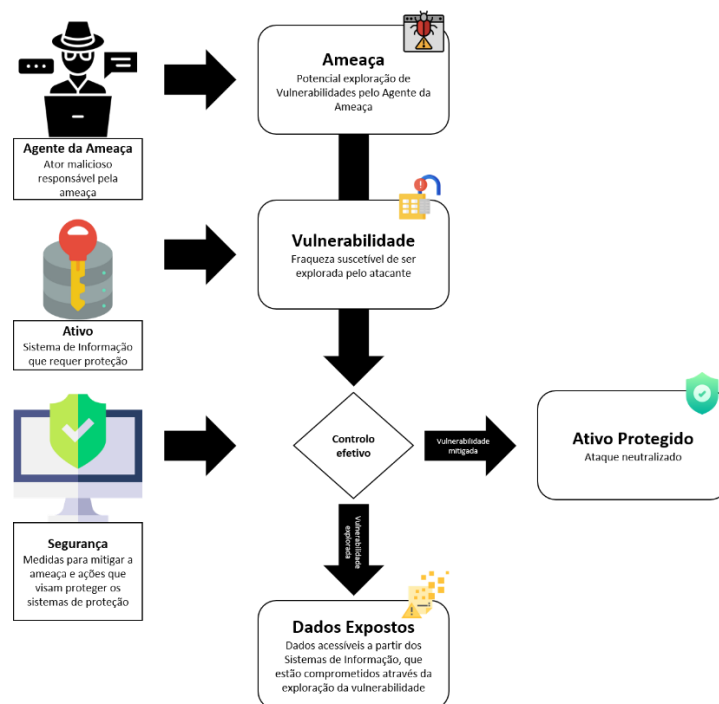 Ameaça
Potencial exploração de
Vulnerabilidades pelo Agente da
Ameaça
Agente da Ameaça
Ator malicioso
responsável pela
ameaça
Vulnerabilidade
Fraqueza suscetível de ser
explorada pelo atacante
Ativo
Sistema de Informação
que requer proteção
Controlo
efetivo
Vulnerabilidade
mitigada
Ativo Protegido
Ataque neutralizado
Segurança
Medidas para mitigar a
ameaça e ações que
visam proteger os
sistemas de proteção
Vulnerabilidade
explorada
Dados Expostos
Dados acessíveis a partir dos
Sistemas de Informação, que
estão comprometidos através da
exploração da vulnerabilidade